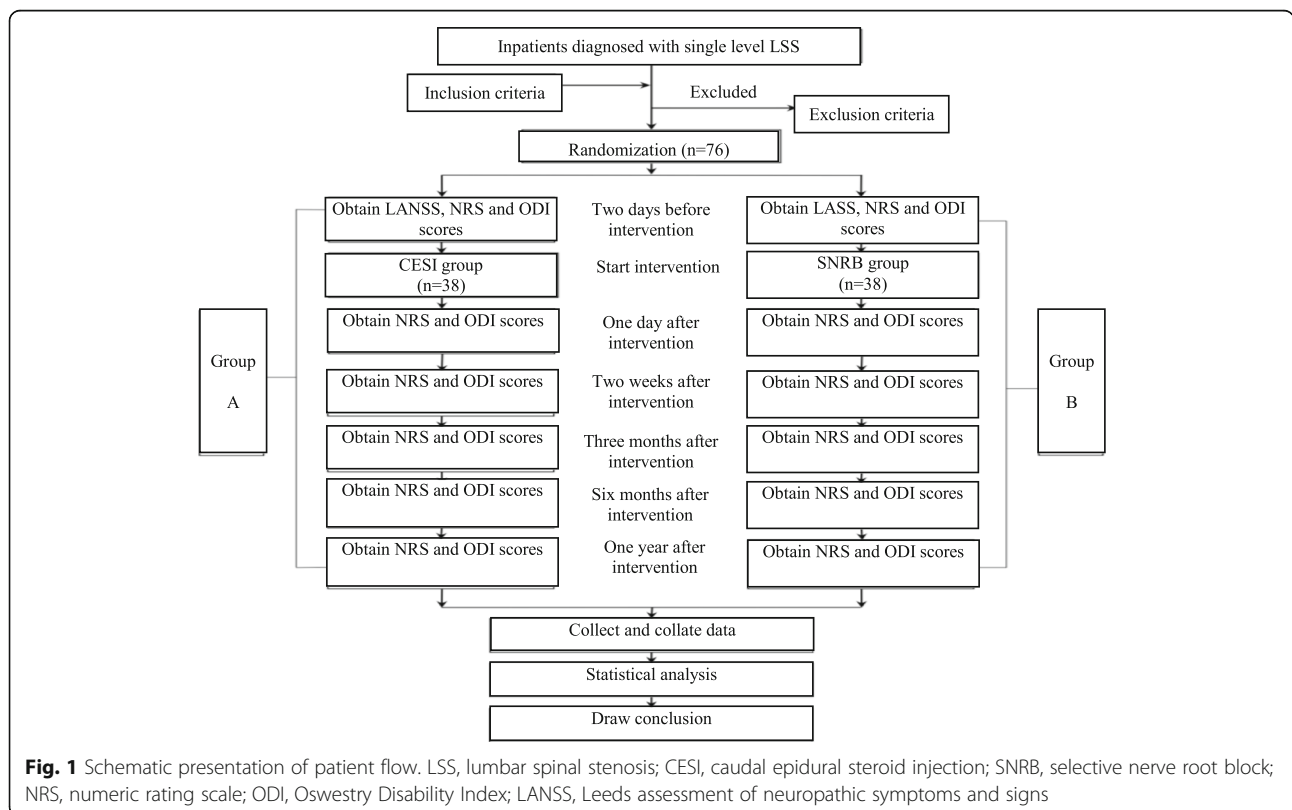 Inpatients diagnosed with single level LSS
Inclusion criteria
Excluded
Exclusion criteria
Randomization (n=76)
Obtain LANSS, NRS and ODI
scores
Two days before
intervention
Obtain LASS, NRS and ODI
scores
CESI group
(n=38)
Start intervention
SNRB group
(n=38)
Group
A
Obtain NRS and ODI scores
One day after
intervention
Obtain NRS and ODI scores
Group
B
Obtain NRS and ODI scores
Two weeks after
intervention
Obtain NRS and ODI scores
Obtain NRS and ODI scores
Three months after
intervention
Obtain NRS and ODI scores
Obtain NRS and ODI scores
Six months after
intervention
Obtain NRS and ODI scores
Obtain NRS and ODI scores
One year after
intervention
Obtain NRS and ODI scores
Collect and collate data
Statistical analysis
Draw conclusion
Fig. 1 Schematic presentation of patient flow. LSS, lumbar spinal stenosis; CESI, caudal epidural steroid injection; SNRB, selective nerve root block;
NRS, numeric rating scale; ODI, Oswestry Disability Index; LANSS, Leeds assessment of neuropathic symptoms and signs